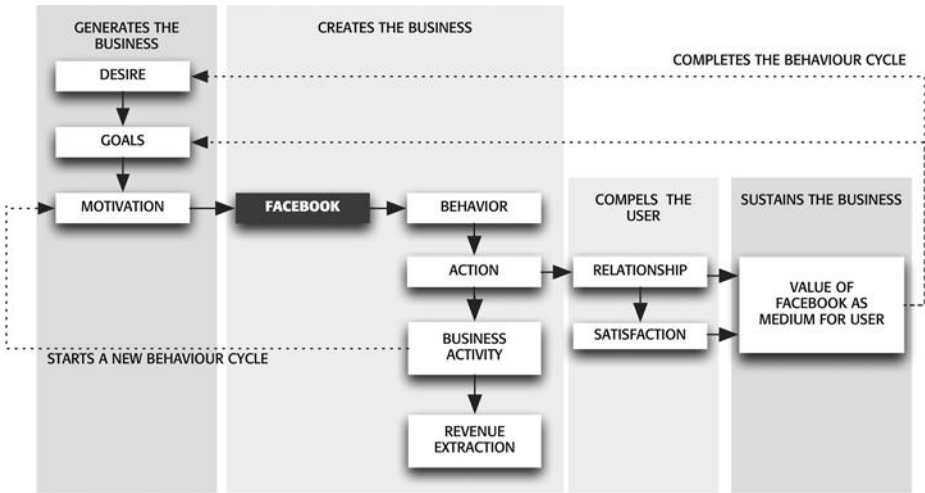 GENERATES THE
BUSINESS
CREATES THE BUSINESS
COMPLETES THE BEHAVIOUR CYCLE
DESIRE
GOALS
MOTIVATION
FACEBOOK
BEHAVIOR
COMPELS THE
USER
SUSTAINS THE BUSINESS
ACTION
RELATIONSHIP
VALUE OF
FACEBOOK AS
MEDIUM FOR USER
SATISFACTION
BUSINESS
ACTIVITY
STARTS A NEW BEHAVIOUR CYCLE
REVENUE
EXTRACTION